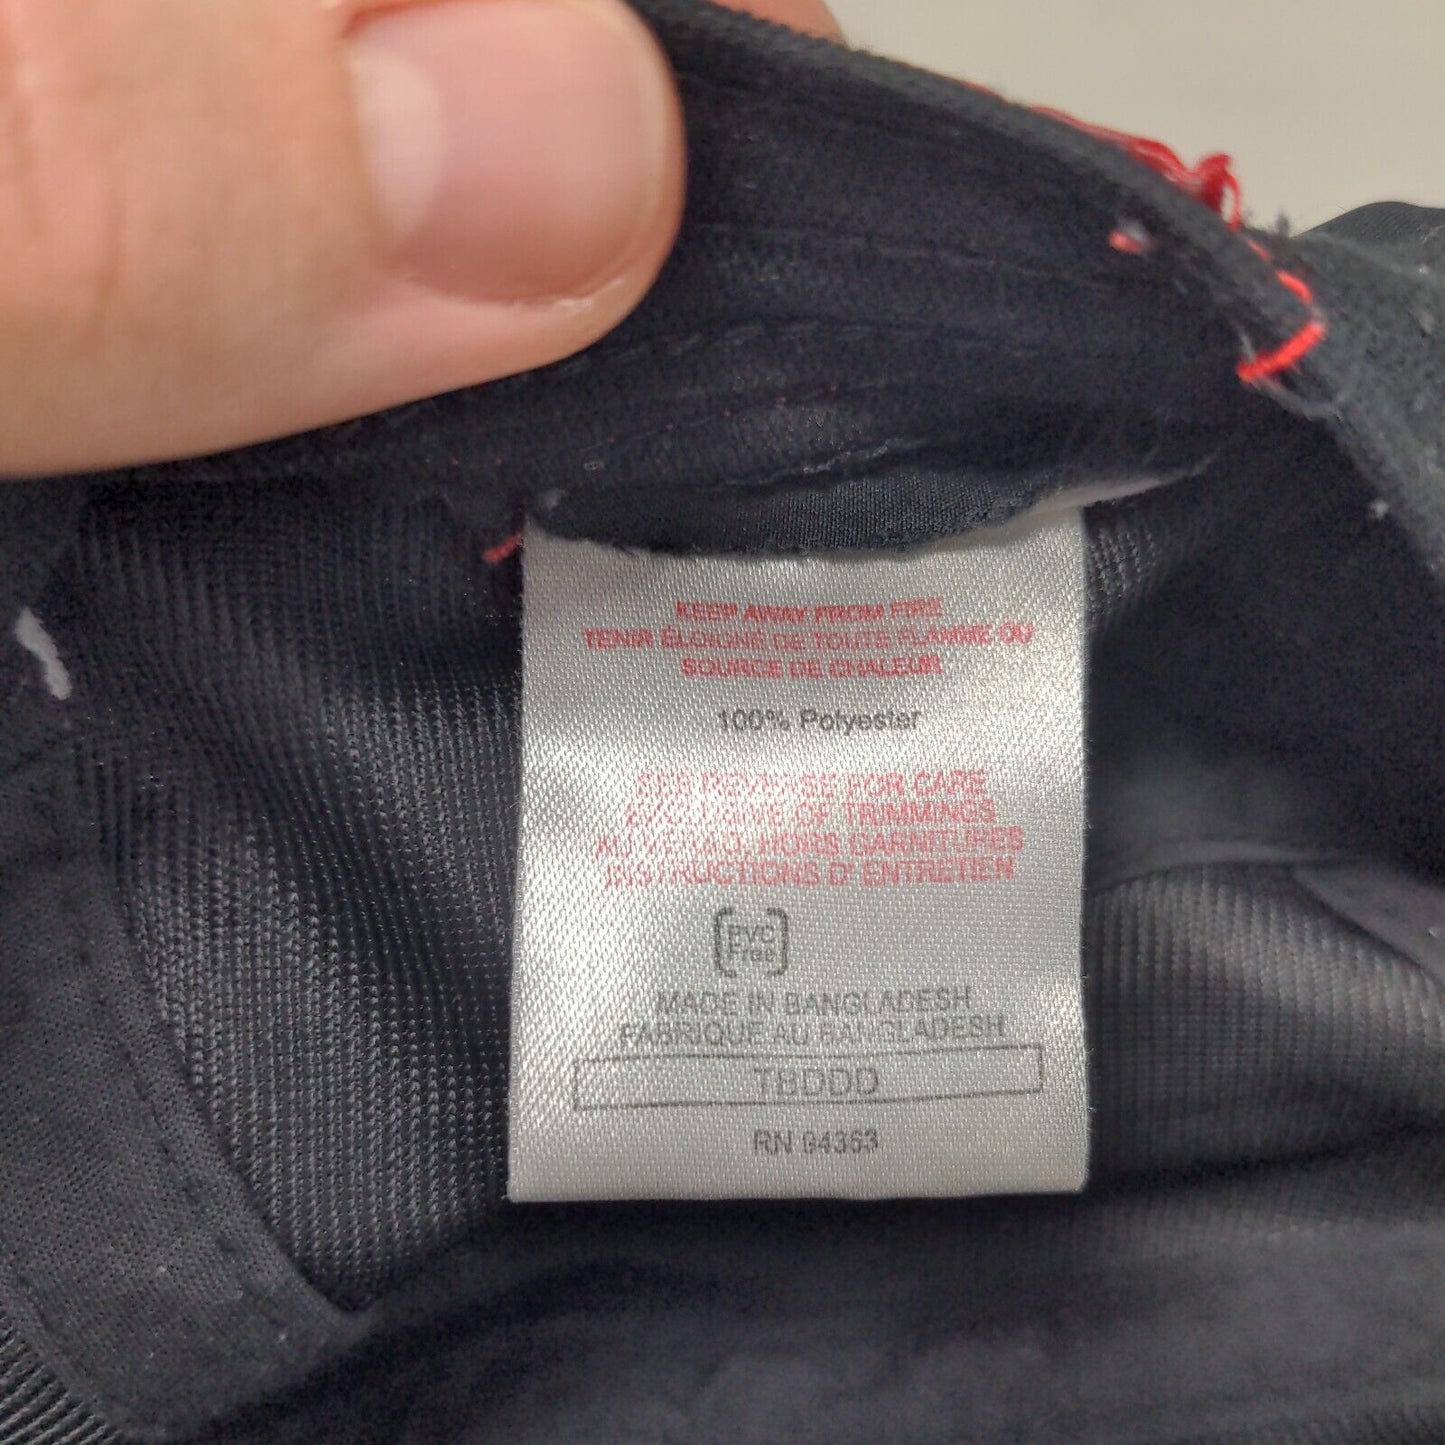 KEEP AWAY FROM FIRE
TENIR ÉLOIGNÉ DE TOUTE FLAMME OU
SOURCE DE CHALEUR
100% Polyester
SEE REVERSE FOR CARE
EXCLUSIVE OF TRIMMINGS
AU VERSO, HORS GARNITURES
INSTRUCTIONS D' ENTRETIEN
PVC
Free
MADE IN BANGLADESH
FABRIQUE AU BANGLADESH
TBDDD
RN 94363